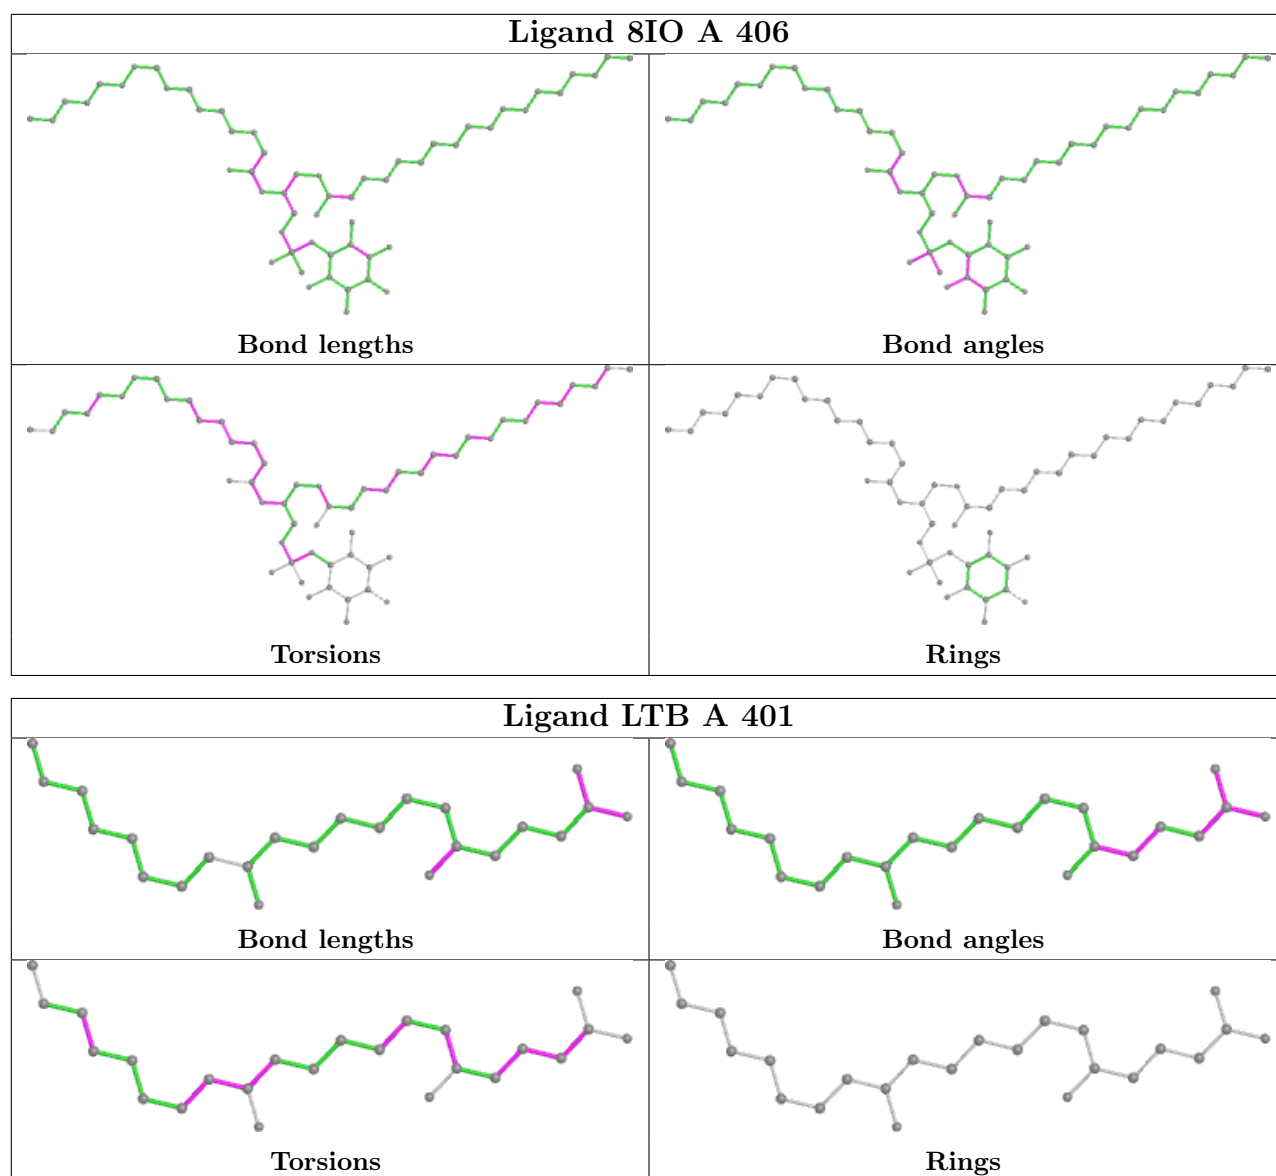 Ligand 8IO A 406
Bond lengths
Bond angles
Torsions
Rings
Ligand LTB A 401
Bond lengths
Bond angles
Torsions
Rings